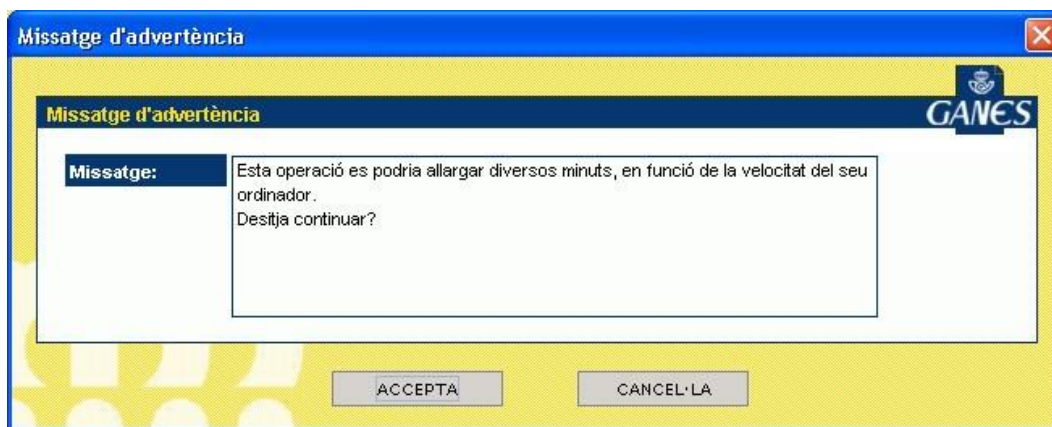 Missatge d'advertència
GANES
Missatge d'advertència
Missatge:
Esta operació es podria allargar diversos minuts, en funció de la velocitat del seu
ordinador.
Desitja continuar?
ACCEPTA
CANCEL·LA